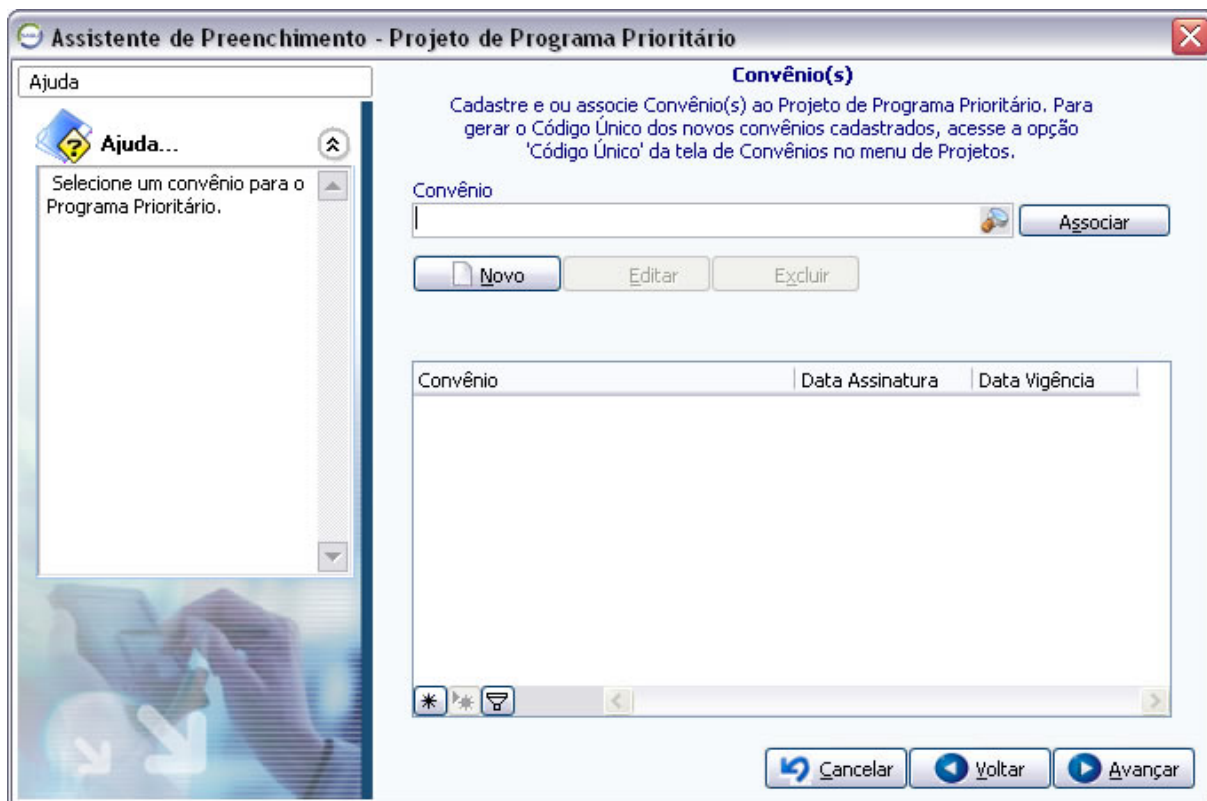 Assistente de Preenchimento - Projeto de Programa Prioritário
Ajuda
Ajuda...
Selecione um convênio para o
Programa Prioritário.
Convênio(s)
Cadastre e ou associe Convênio(s) ao Projeto de Programa Prioritário. Para
gerar o Código Único dos novos convênios cadastrados, acesse a opção
'Código Único' da tela de Convênios no menu de Projetos.
Convênio
Associar
Novo Editar Excluir
Convênio Data Assinatura Data Vigência
Cancelar Voltar Avançar